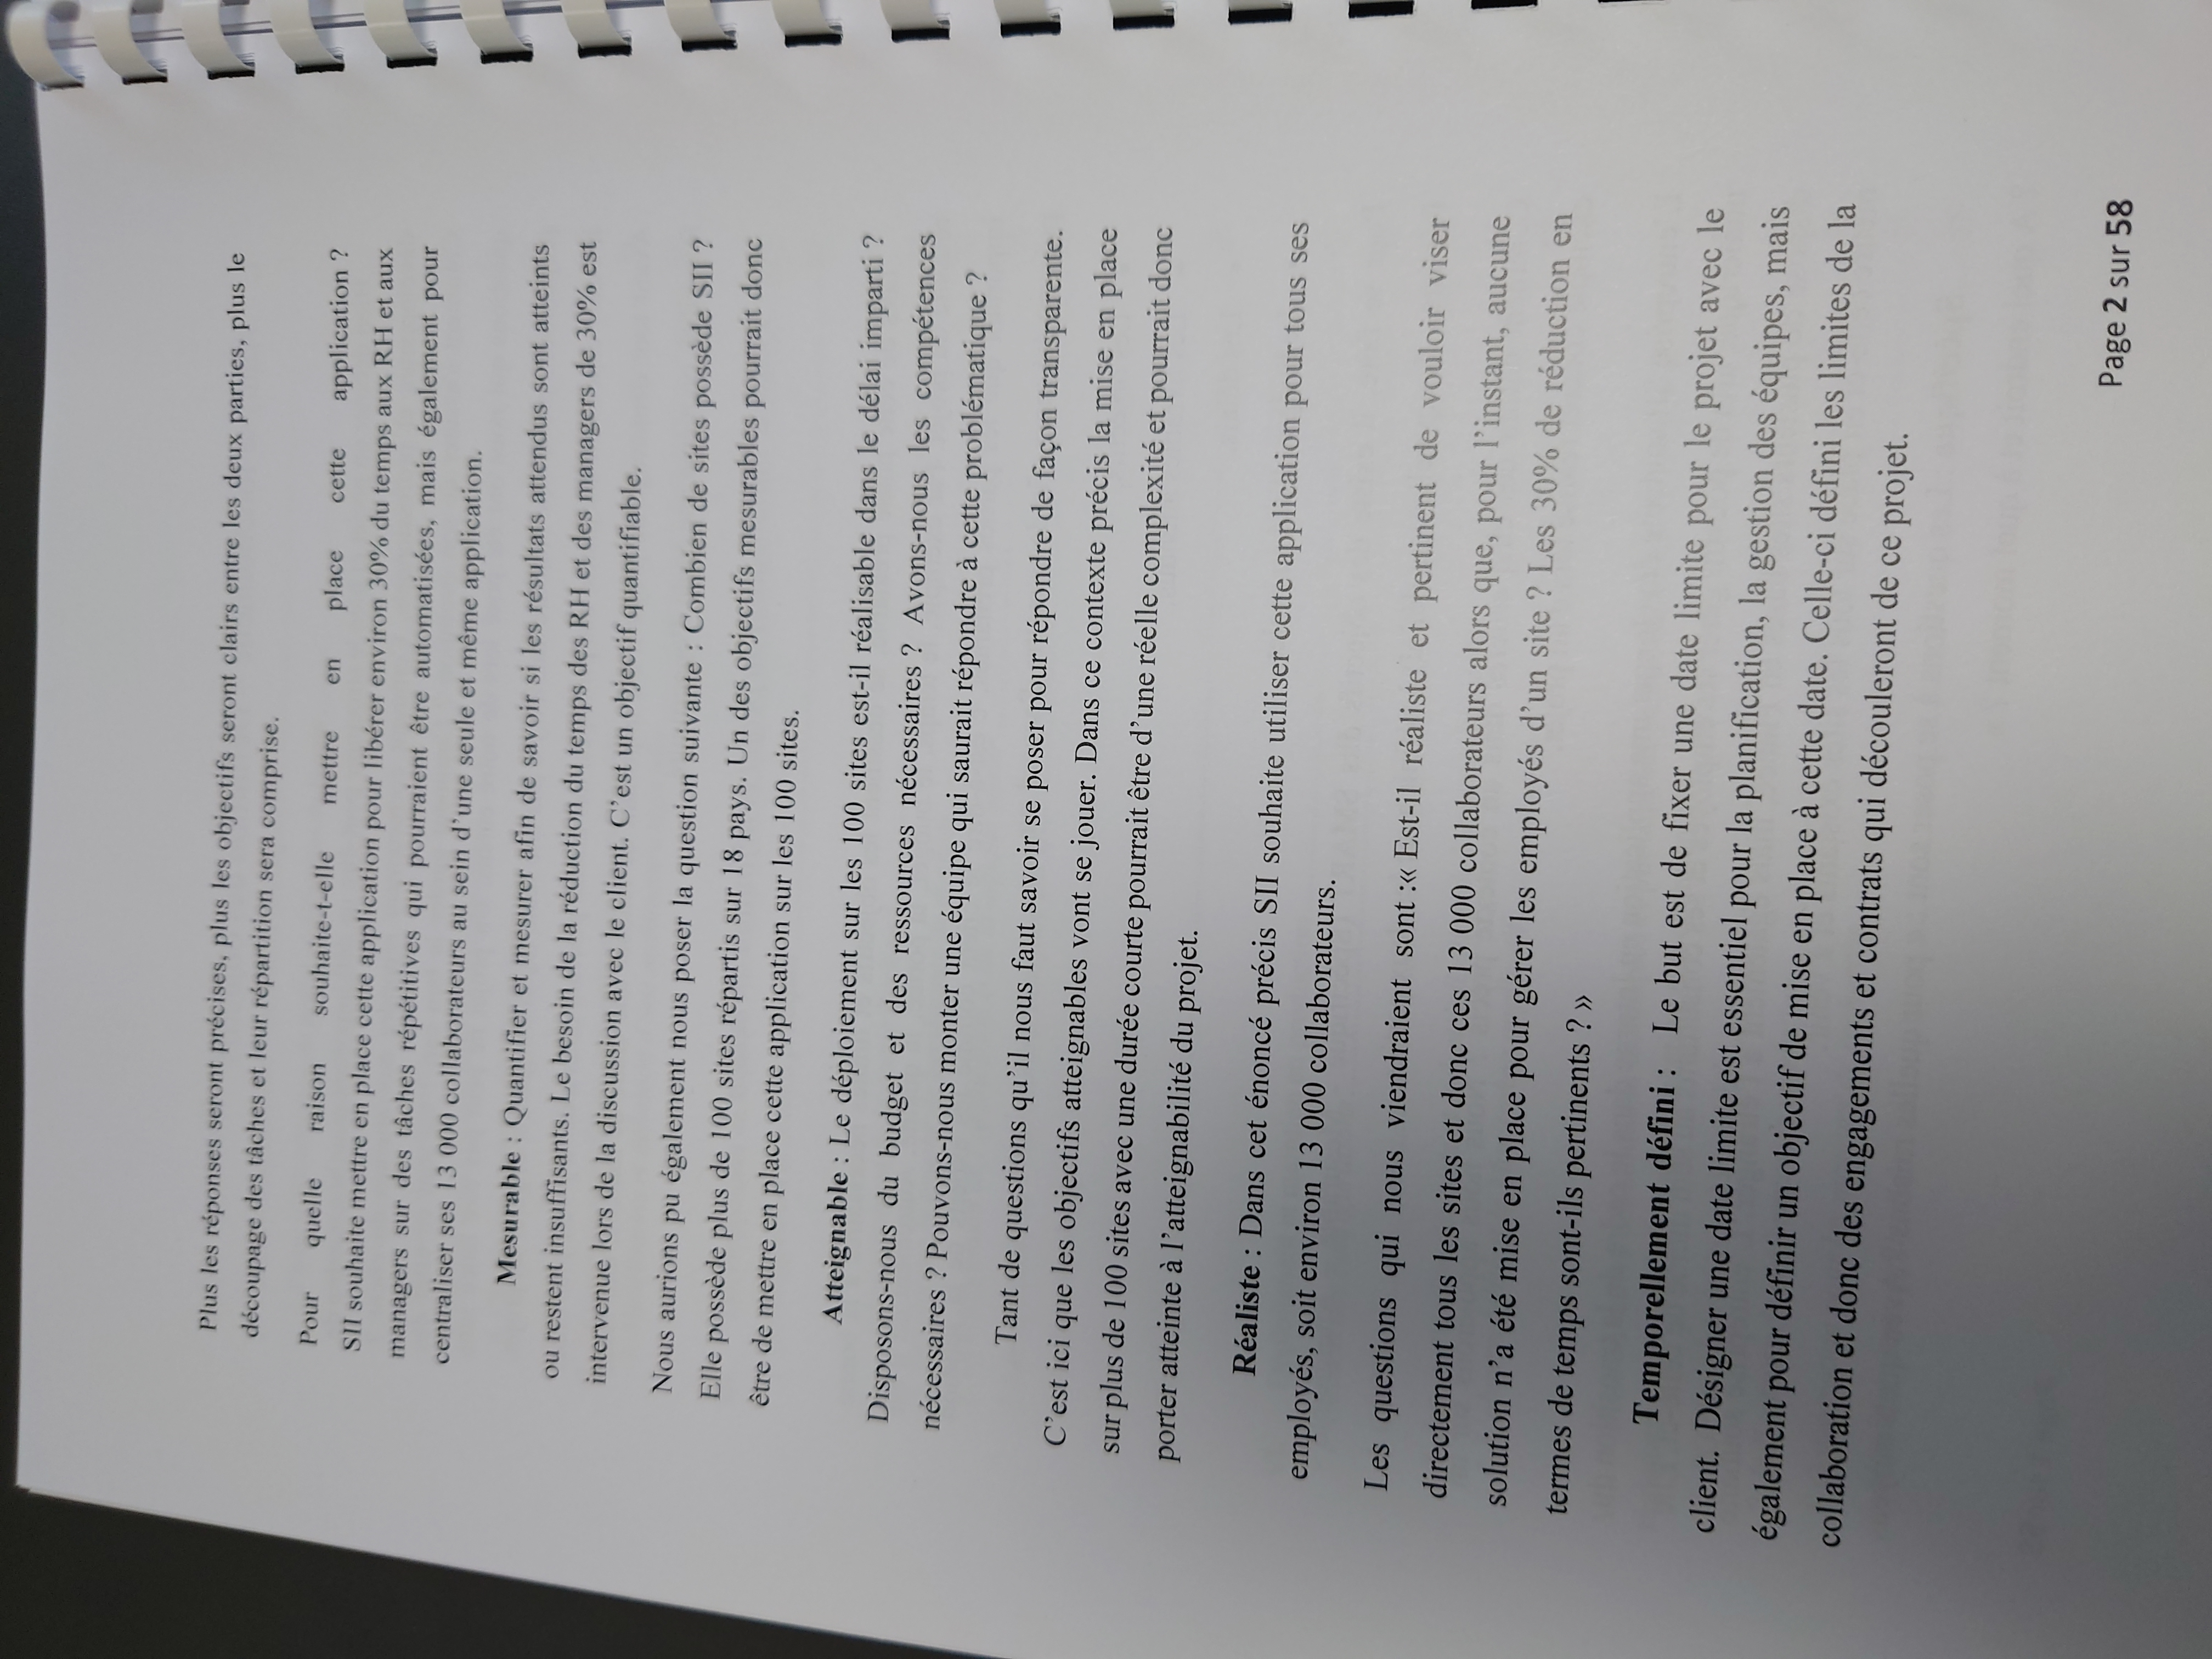 Plus les réponses seront précises, plus les objectifs seront clairs entre les deux parties, plus le
découpage des tâches et leur répartition sera comprise.
Pour quelle raison souhaite-t-elle mettre en place cette application ?
SII souhaite mettre en place cette application pour libérer environ 30% du temps aux RH et aux
managers sur des tâches répétitives qui pourraient être automatisées, mais également pour
centraliser ses 13 000 collaborateurs au sein d’une seule et même application.
Mesurable : Quantifier et mesurer afin de savoir si les résultats attendus sont atteints
ou restent insuffisants. Le besoin de la réduction du temps des RH et des managers de 30% est
intervenue lors de la discussion avec le client. C’est un objectif quantifiable.
Nous aurions pu également nous poser la question suivante : Combien de sites possède SII ?
Elle possède plus de 100 sites répartis sur 18 pays. Un des objectifs mesurables pourrait donc
être de mettre en place cette application sur les 100 sites.
Atteignable : Le déploiement sur les 100 sites est-il réalisable dans le délai imparti ?
Disposons-nous du budget et des ressources nécessaires ? Avons-nous les compétences
nécessaires ? Pouvons-nous monter une équipe qui saurait répondre à cette problématique ?
Tant de questions qu’il nous faut savoir se poser pour répondre de façon transparente.
C’est ici que les objectifs atteignables vont se jouer. Dans ce contexte précis la mise en place
sur plus de 100 sites avec une durée courte pourrait être d’une réelle complexité et pourrait donc
porter atteinte à l’atteignabilité du projet.
Réaliste : Dans cet énoncé précis SII souhaite utiliser cette application pour tous ses
employés, soit environ 13 000 collaborateurs.
Les questions qui nous viendraient sont :« Est-il réaliste et pertinent de vouloir viser
directement tous les sites et donc ces 13 000 collaborateurs alors que, pour l’instant, aucune
solution n’a été mise en place pour gérer les employés d’un site ? Les 30% de réduction en
termes de temps sont-ils pertinents ? »
Temporellement défini : Le but est de fixer une date limite pour le projet avec le
client. Désigner une date limite est essentiel pour la planification, la gestion des équipes, mais
également pour définir un objectif de mise en place à cette date. Celle-ci défini les limites de la
collaboration et donc des engagements et contrats qui découleront de ce projet.
Page 2 sur 58